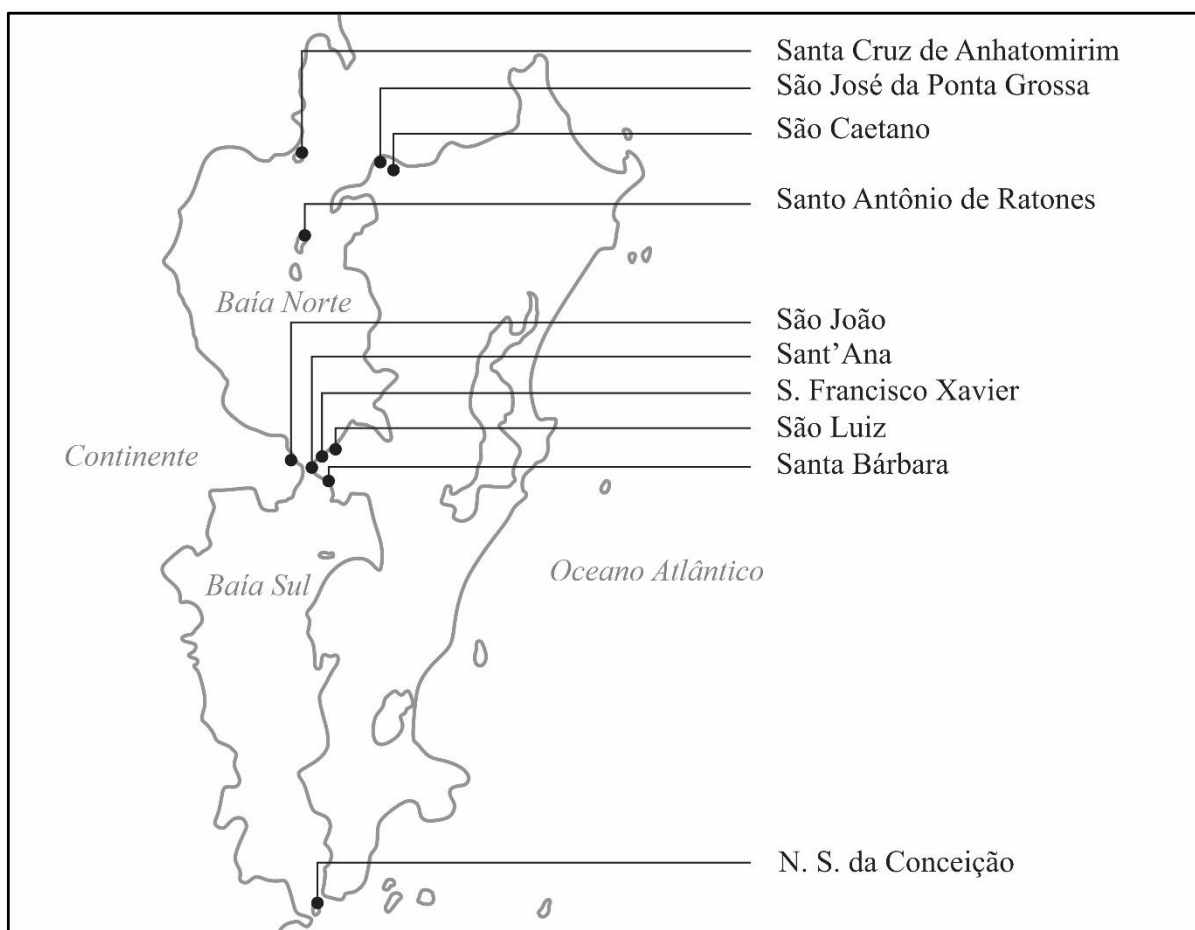 Santa Cruz de Anhatomirim
São José da Ponta Grossa
São Caetano
Santo Antônio de Ratones
Baía Norte
São João
Sant’Ana
S. Francisco Xavier
São Luiz
Continente
Santa Bárbara
Baía Sul
Oceano Atlântico
N. S. da Conceição